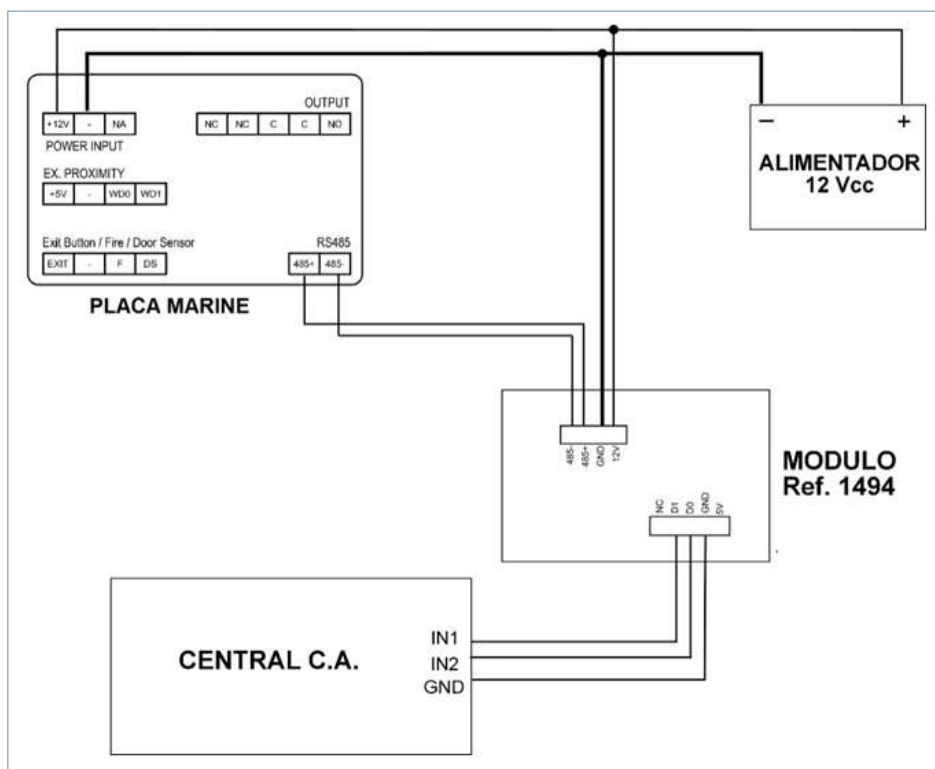 OUTPUT
+12V - NA
NC NC C C NO
POWER INPUT
EX. PROXIMITY
+5V - WD0 WD1
Exit Button / Fire / Door Sensor
RS485
EXIT - F DS
485+ 485-
PLACA MARINE
- +
ALIMENTADOR
12 Vcc
485-
485+
GND
12V
MODULO
Ref. 1494
NC
D1
D0
GND
5V
CENTRAL C.A.
IN1
IN2
GND